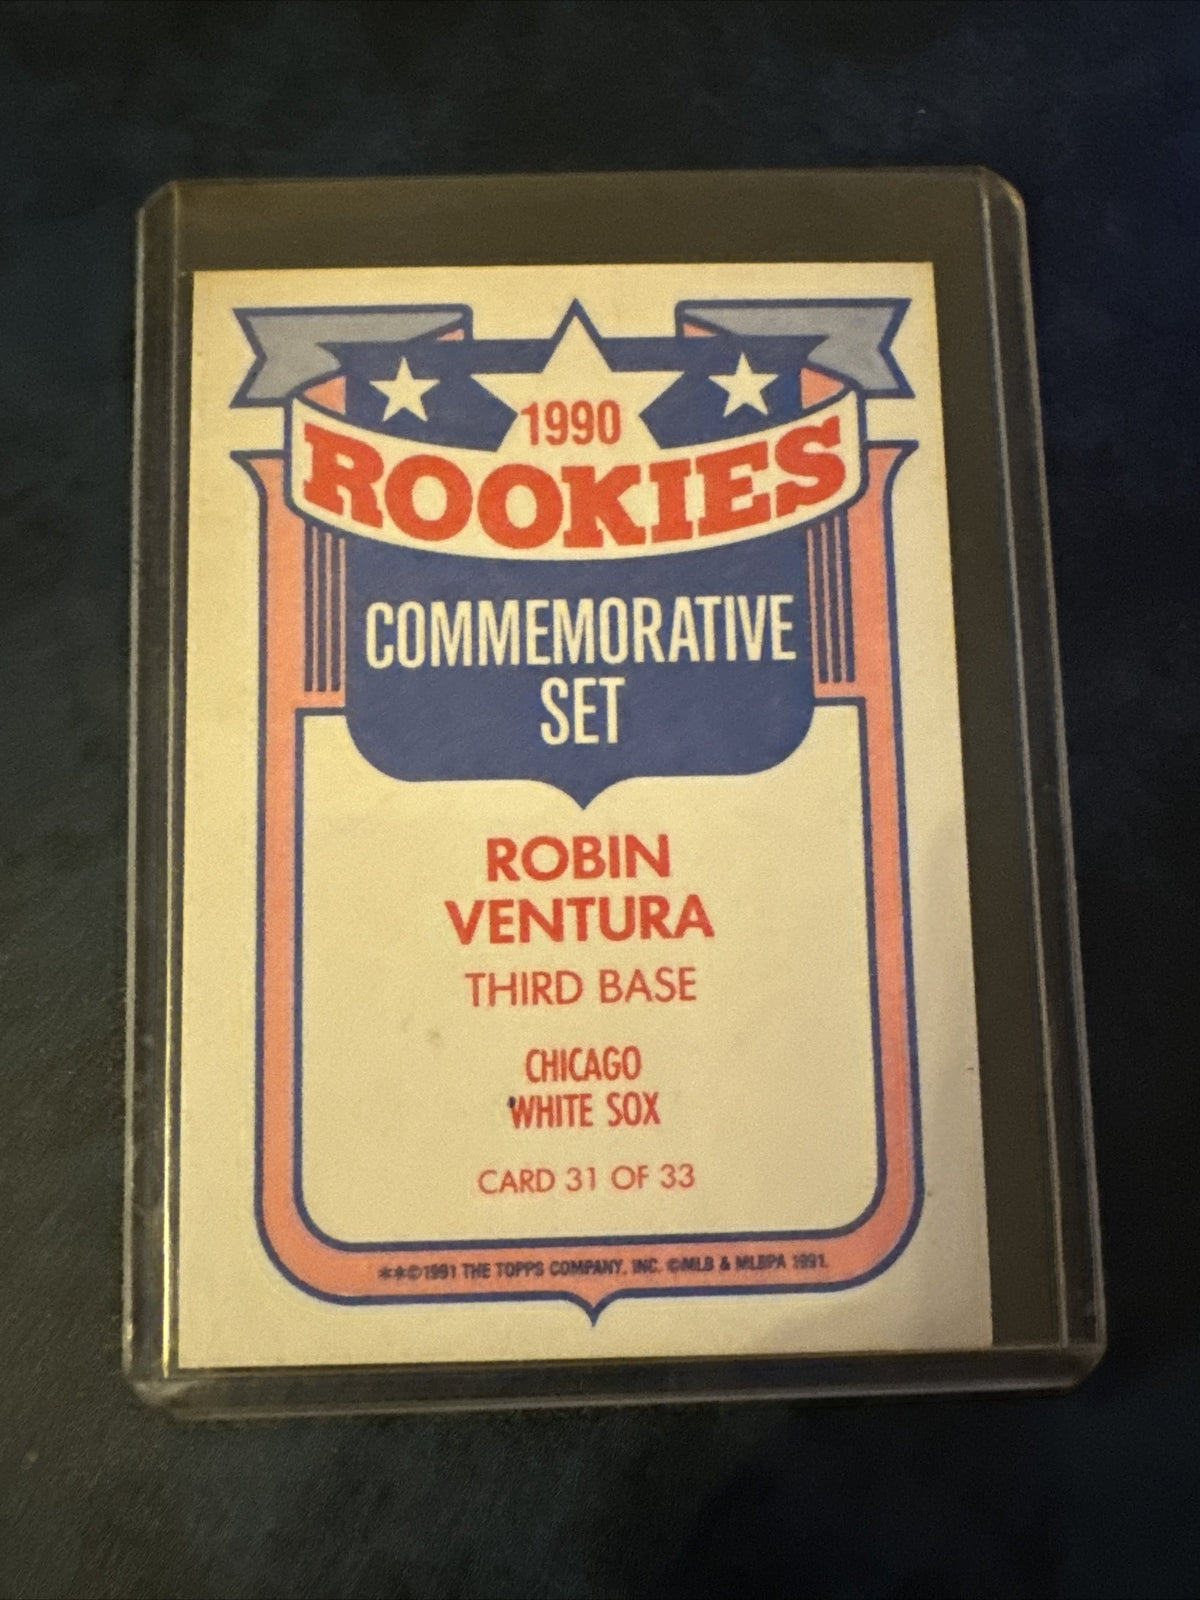 1990
ROOKIES
COMMEMORATIVE
SET
ROBIN
VENTURA
THIRD BASE
CHICAGO
WHITE SOX
CARD 31 OF 33
**©1991 THE TOPPS COMPANY, INC. ©MLB & MLBPA 1991.